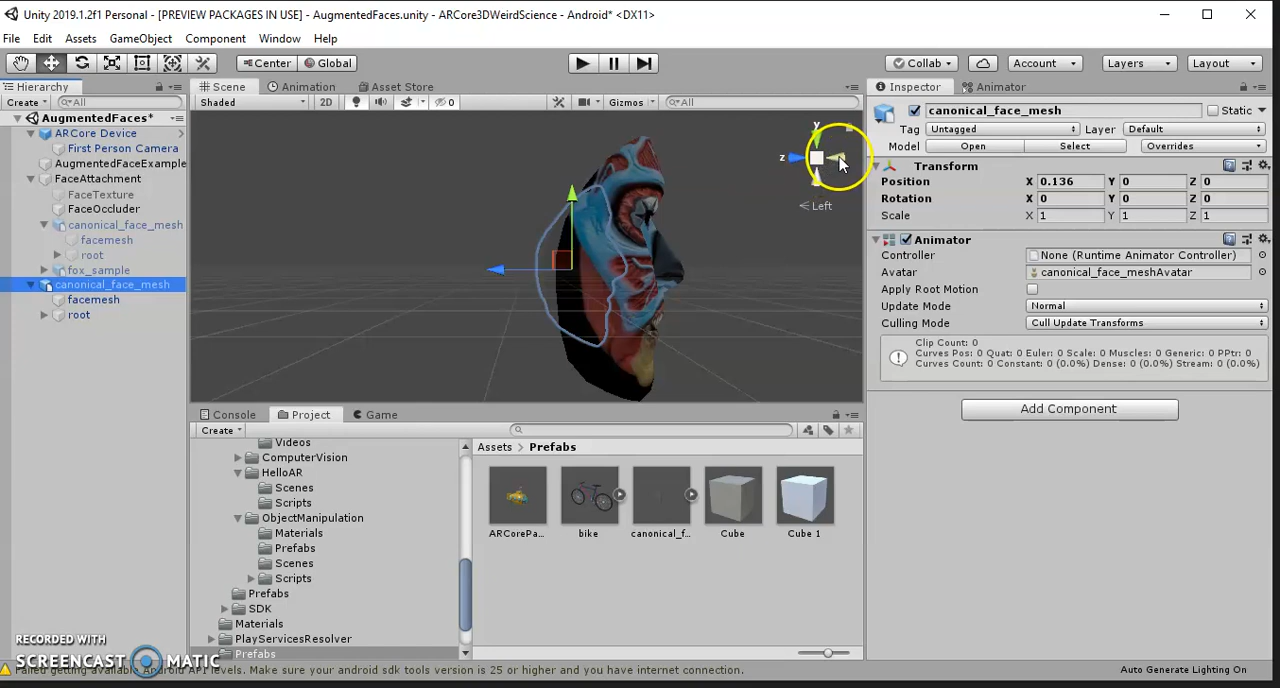 Unity 2019.1.2f1 Personal - [PREVIEW PACKAGES IN USE] - AugmentedFaces.unity - ARCore3DWeirdScience - Android* <DX11>
File Edit Assets GameObject Component Window Help
Center Global Collab Account Layers Layout
Hierarchy Scene Animation Asset Store Inspector Animator
Create All Shaded 2D 0 Gizmos All canonical_face_mesh Static
AugmentedFaces*
Tag Untagged Layer Default
ARCore Device
First Person Camera
Model Open Select Overrides
AugmentedFaceExample
y
z
Transform
FaceAttachment
Position X 0.136 Y 0 Z 0
FaceTexture
Rotation X 0 Y 0 Z 0
FaceOccluder
Left
Scale X 1 Y 1 Z 1
canonical_face_mesh
facemesh
Animator
root
Controller None (Runtime Animator Controller)
fox_sample
Avatar canonical_face_meshAvatar
canonical_face_mesh
Apply Root Motion
facemesh
Update Mode Normal
root
Culling Mode Cull Update Transforms
Clip Count: 0
Curves Pos: 0 Quat: 0 Euler: 0 Scale: 0 Muscles: 0 Generic: 0 PPtr: 0
Curves Count: 0 Constant: 0 (0.0%) Dense: 0 (0.0%) Stream: 0 (0.0%)
Add Component
Console Project Game
Create
Videos
ComputerVision
HelloAR
Scenes
Scripts
ObjectManipulation
Materials
Prefabs
Scenes
Scripts
Prefabs
SDK
Materials
PlayServicesResolver
Prefabs
Assets > Prefabs
ARCorePa... bike canonical_f... Cube Cube 1
RECORDED WITH
SCREENCAST MATIC
Failed getting available Android API levels. Make sure your android sdk tools version is 25 or higher and you have internet connection.
Auto Generate Lighting On